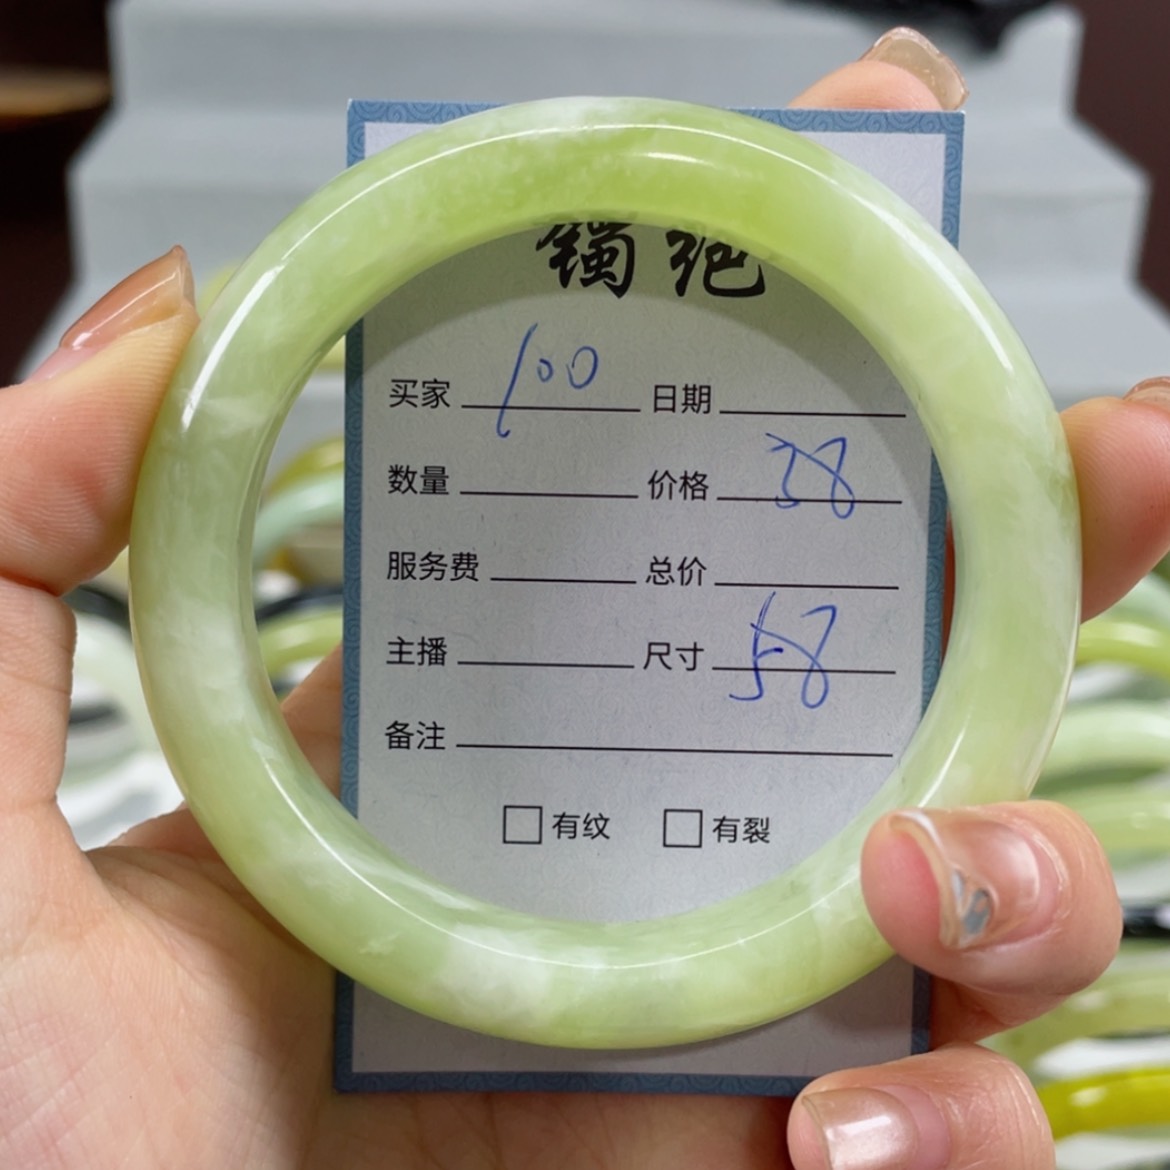 镯绝
买家 100 日期
数量 价格 38
服务费 总价
主播 尺寸 58
备注
□ 有纹 □ 有裂